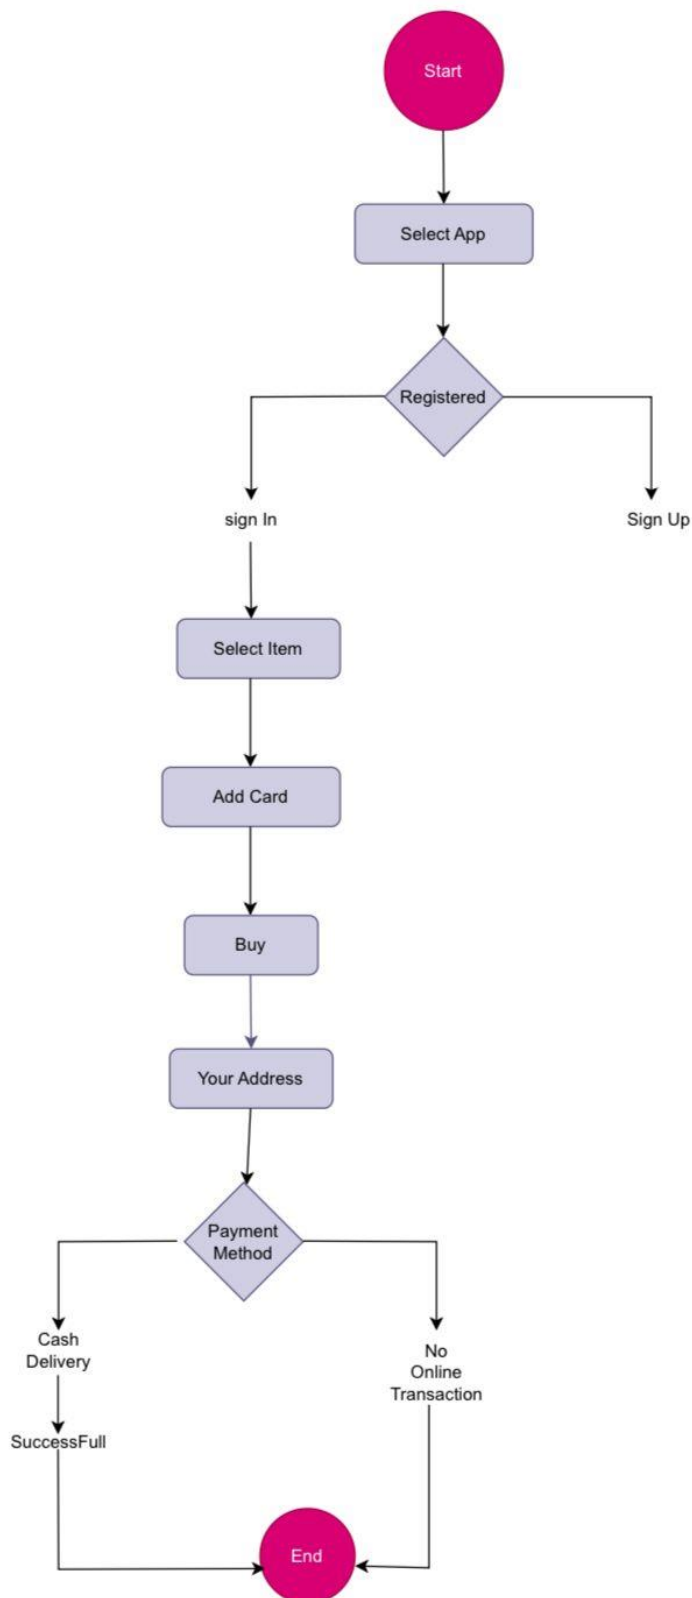 Start
Select App
Registered
sign In
Sign Up
Select Item
Add Card
Buy
Your Address
Payment
Method
Cash
Delivery
No
Online
Transaction
SuccessFull
End